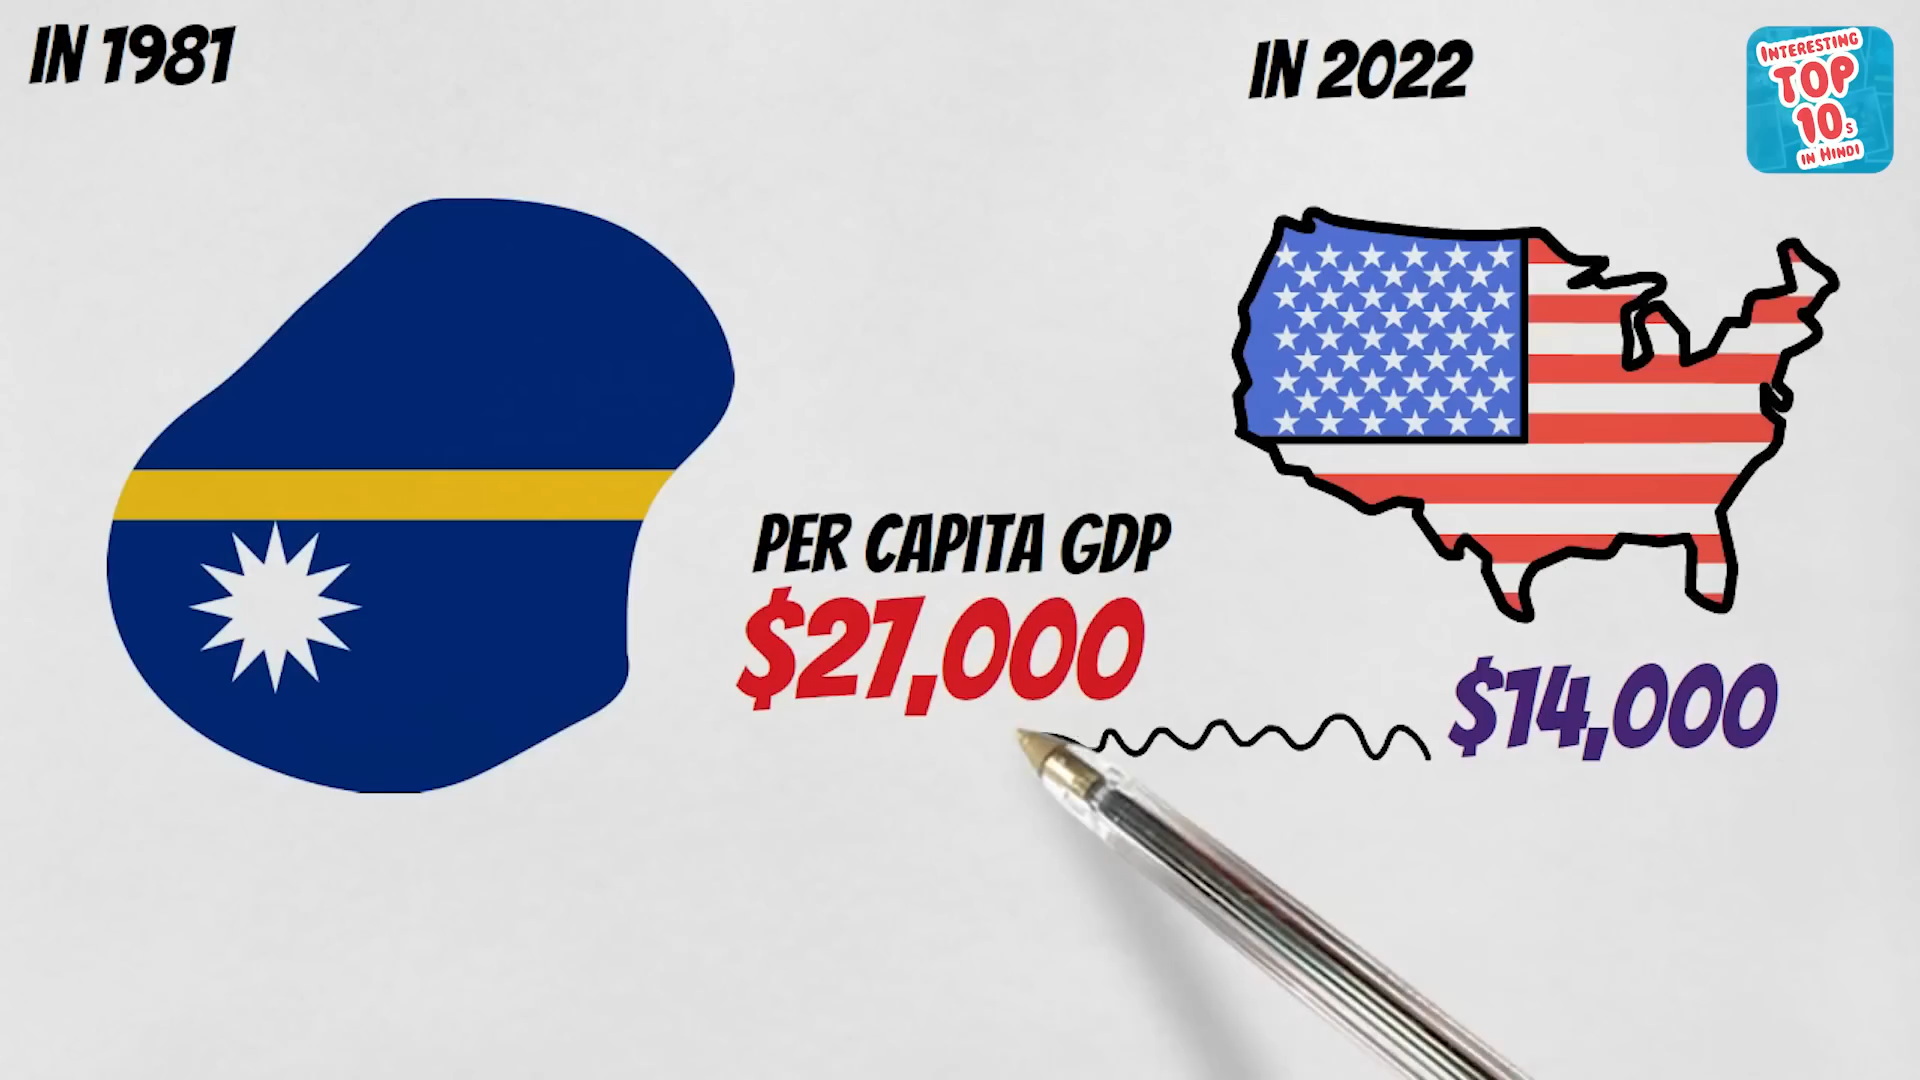 IN 1981
IN 2022
INTERESTING
TOP
10s
IN HINDI
PER CAPITA GDP
$27,000
$14,000